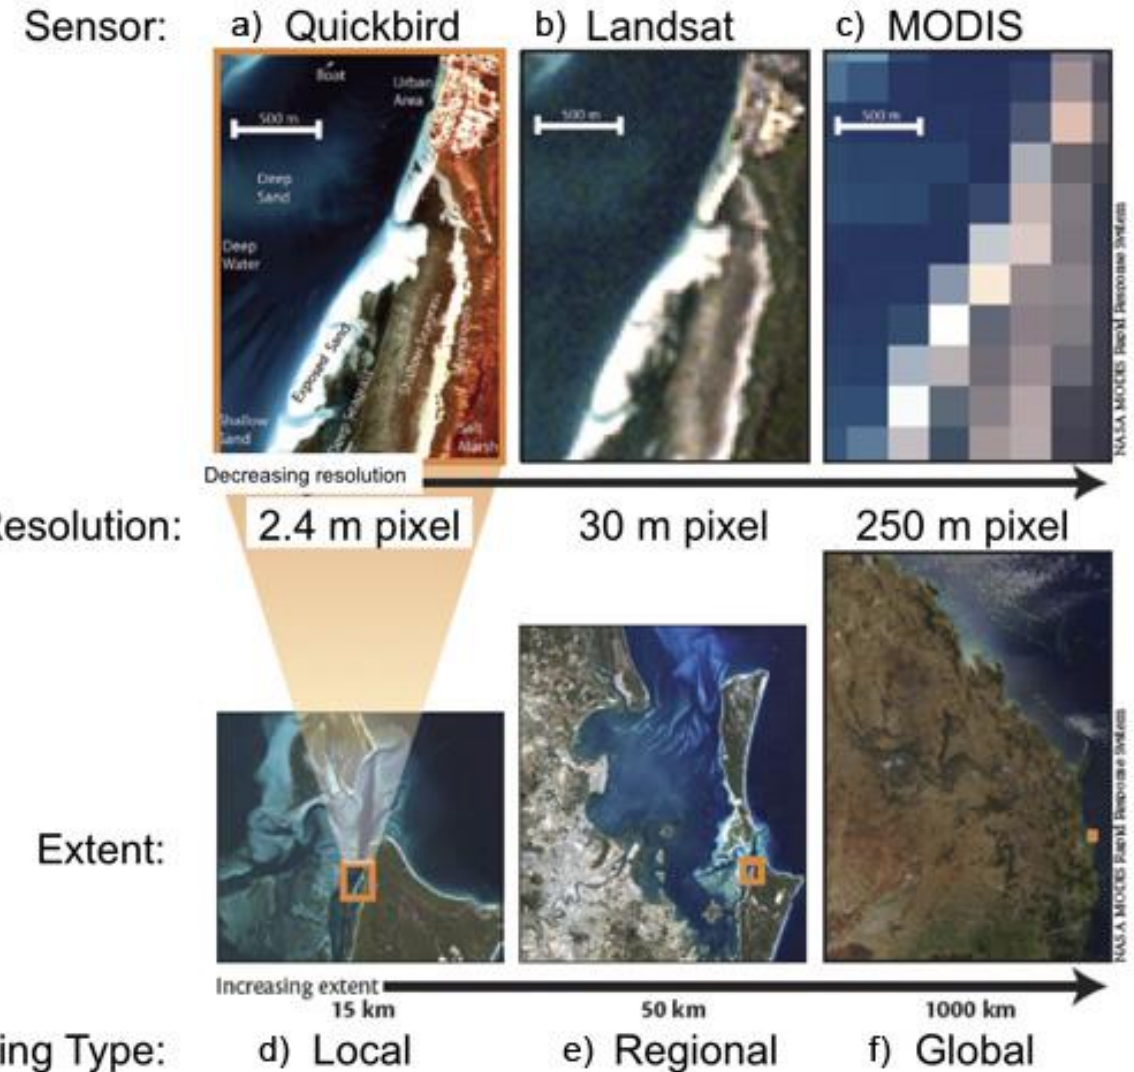 Sensor: a) Quickbird b) Landsat c) MODIS
Boat
Urban
Area
500 m
500 m
500 m
Deep
Sand
Deep
Water
Exposed Sand
Shallow
Sand
Salt
Marsh
NASA MODIS Rapid Response System
Decreasing resolution
Resolution: 2.4 m pixel 30 m pixel 250 m pixel
Extent:
NASA MODIS Rapid Response System
Increasing extent
15 km 50 km 1000 km
ing Type: d) Local e) Regional f) Global